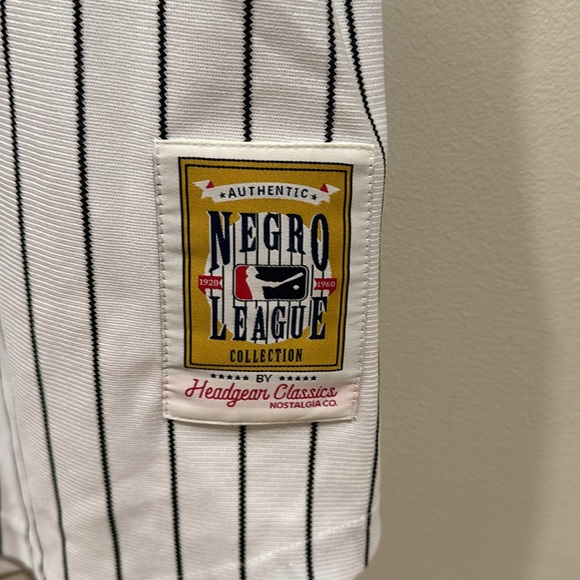 AUTHENTIC
NEGRO
1920 1960
LEAGUE
COLLECTION
BY
Headgear Classics
NOSTALGIA CO.